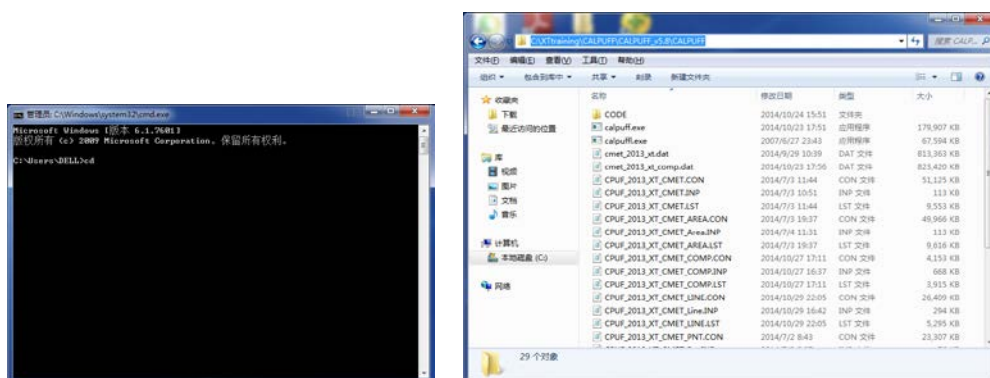 管理员: C:\Windows\system32\cmd.exe
Microsoft Windows [版本 6.1.7601]
版权所有 (c) 2009 Microsoft Corporation。保留所有权利。
C:\Users\DELL>cd
C:\XTtraining\CALPUFF\CALPUFF_v5.8\CALPUFF
搜索 CALP...
文件(F) 编辑(E) 查看(V) 工具(T) 帮助(H)
组织 包含到库中 共享 刻录 新建文件夹
名称 修改日期 类型 大小
收藏夹
下载
最近访问的位置
库
视频
图片
文档
音乐
计算机
本地磁盘 (C:)
网络
CODE 2014/10/24 15:51 文件夹
calpuff.exe 2014/10/23 17:51 应用程序 179,907 KB
calpuffl.exe 2007/6/27 23:43 应用程序 67,594 KB
cmet_2013_xt.dat 2014/9/29 10:39 DAT 文件 813,363 KB
cmet_2013_xt_comp.dat 2014/10/23 17:56 DAT 文件 823,420 KB
CPUF_2013_XT_CMET.CON 2014/7/3 11:44 CON 文件 51,125 KB
CPUF_2013_XT_CMET.INP 2014/7/3 10:51 INP 文件 113 KB
CPUF_2013_XT_CMET.LST 2014/7/3 11:44 LST 文件 9,553 KB
CPUF_2013_XT_CMET_AREA.CON 2014/7/3 19:37 CON 文件 49,966 KB
CPUF_2013_XT_CMET_Area.INP 2014/7/4 11:31 INP 文件 113 KB
CPUF_2013_XT_CMET_AREA.LST 2014/7/3 19:37 LST 文件 9,616 KB
CPUF_2013_XT_CMET_COMP.CON 2014/10/27 17:11 CON 文件 4,153 KB
CPUF_2013_XT_CMET_COMP.INP 2014/10/27 16:37 INP 文件 668 KB
CPUF_2013_XT_CMET_COMP.LST 2014/10/27 17:11 LST 文件 3,915 KB
CPUF_2013_XT_CMET_LINE.CON 2014/10/29 22:05 CON 文件 26,409 KB
CPUF_2013_XT_CMET_Line.INP 2014/10/29 16:42 INP 文件 294 KB
CPUF_2013_XT_CMET_LINE.LST 2014/10/29 22:05 LST 文件 5,295 KB
CPUF_2013_XT_CMET_PNT.CON 2014/7/2 8:43 CON 文件 23,307 KB
29 个对象